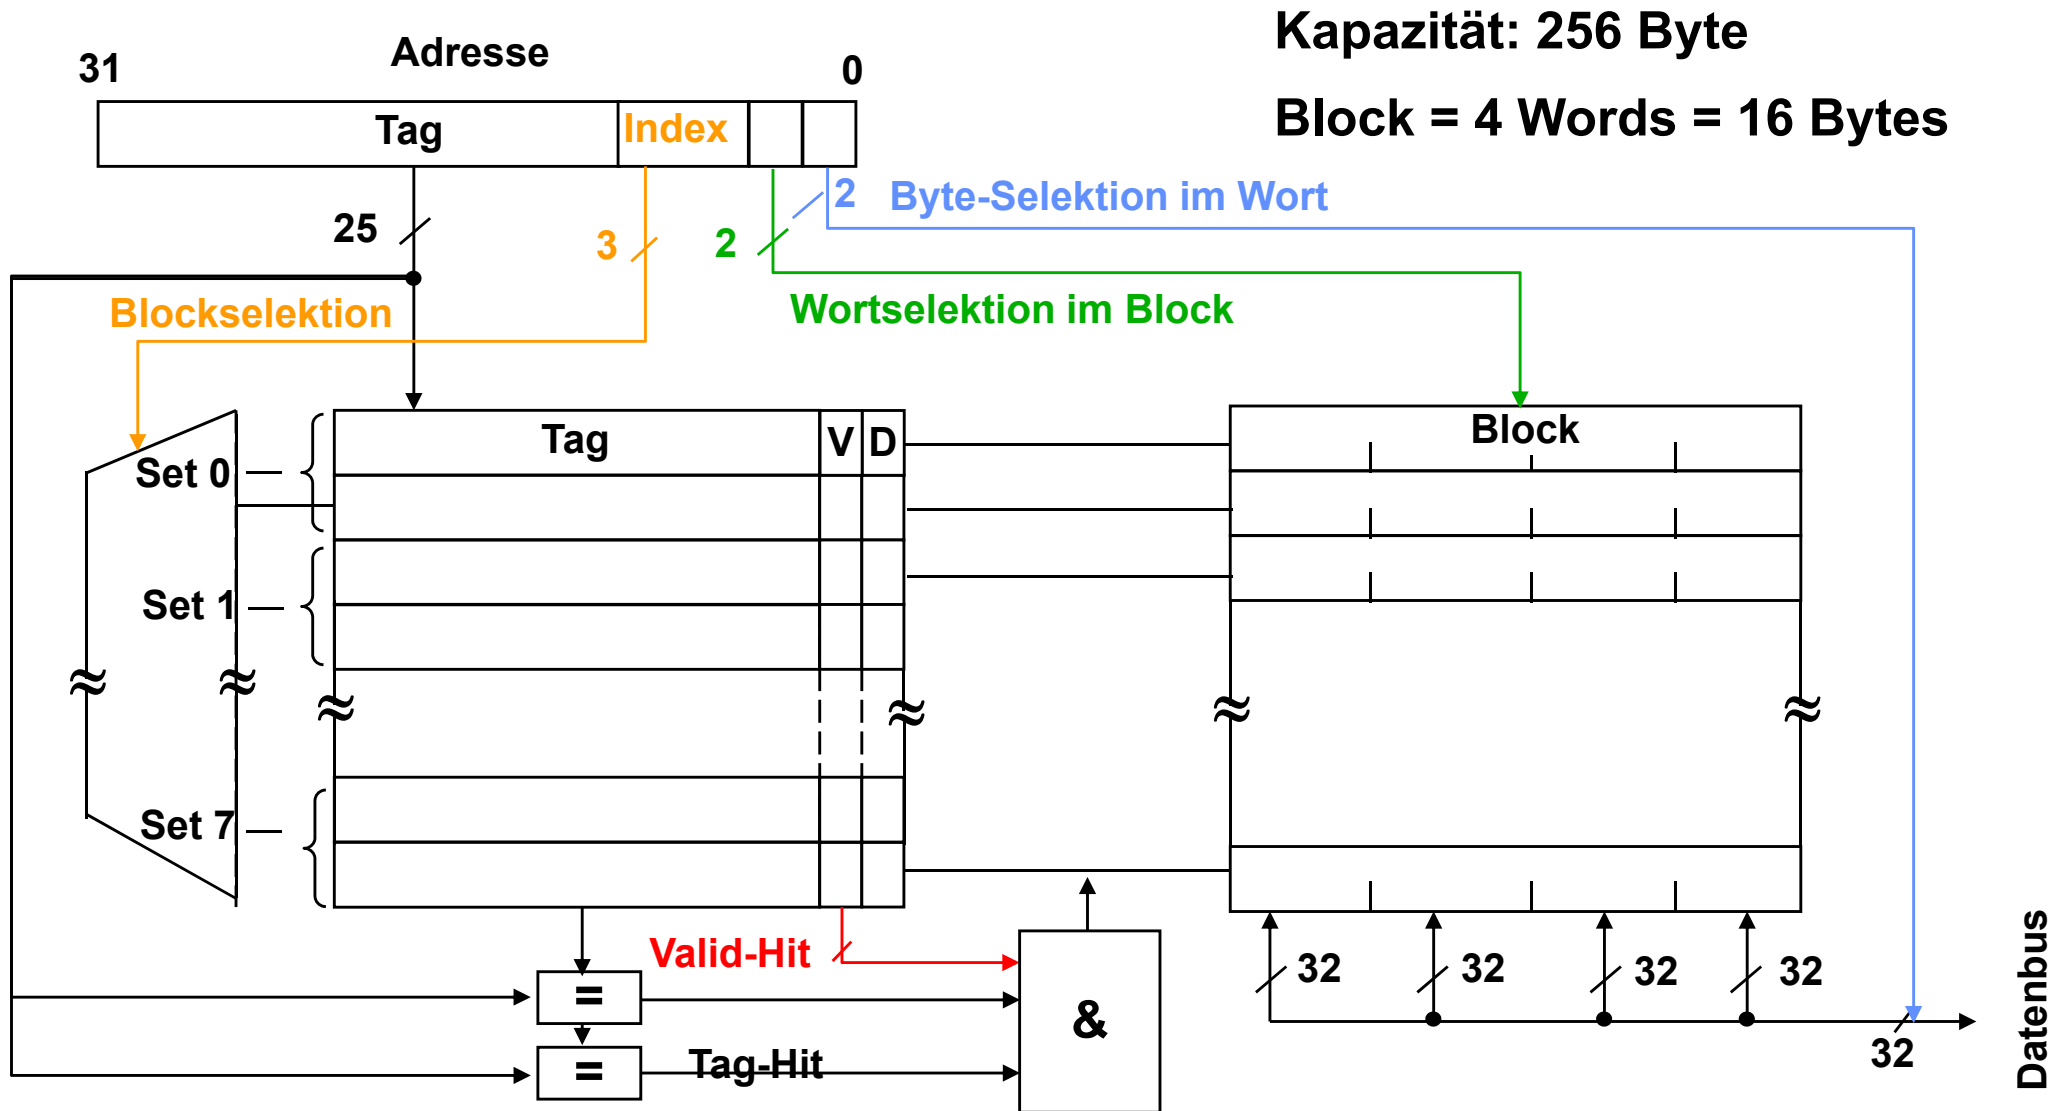 Kapazität: 256 Byte
Block = 4 Words = 16 Bytes
Adresse
31
0
Tag
Index
25
3
2
2
Byte-Selektion im Wort
Blockselektion
Wortselektion im Block
Set 0
Tag
V
D
Block
Set 1
Set 7
Valid-Hit
=
=
Tag-Hit
&
32
32
32
32
32
Datenbus